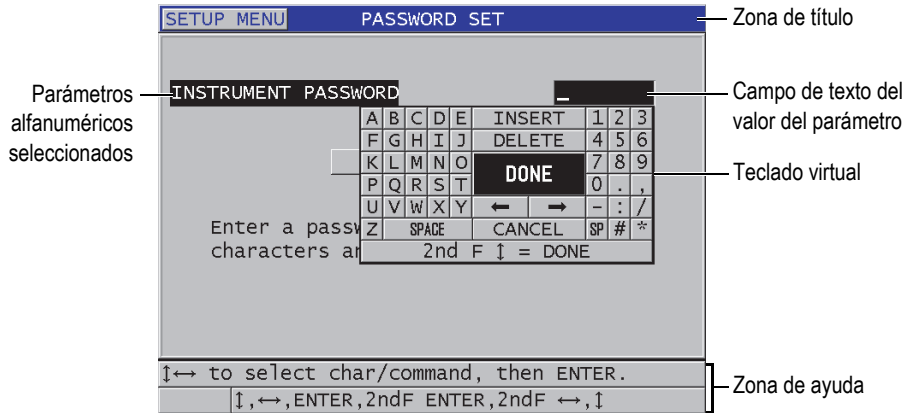 SETUP MENU PASSWORD SET
Zona de título
INSTRUMENT PASSWORD _
Parámetros
alfanuméricos
seleccionados
Campo de texto del
valor del parámetro
A B C D E INSERT 1 2 3
F G H I J DELETE 4 5 6
K L M N O DONE 7 8 9
P Q R S T 0 . ,
U V W X Y ← → - : /
Z SPACE CANCEL SP # *
2nd F ↕ = DONE
Teclado virtual
Enter a passw
characters an
↕↔ to select char/command, then ENTER.
↕,↔,ENTER,2ndF ENTER,2ndF ↔,↕
Zona de ayuda